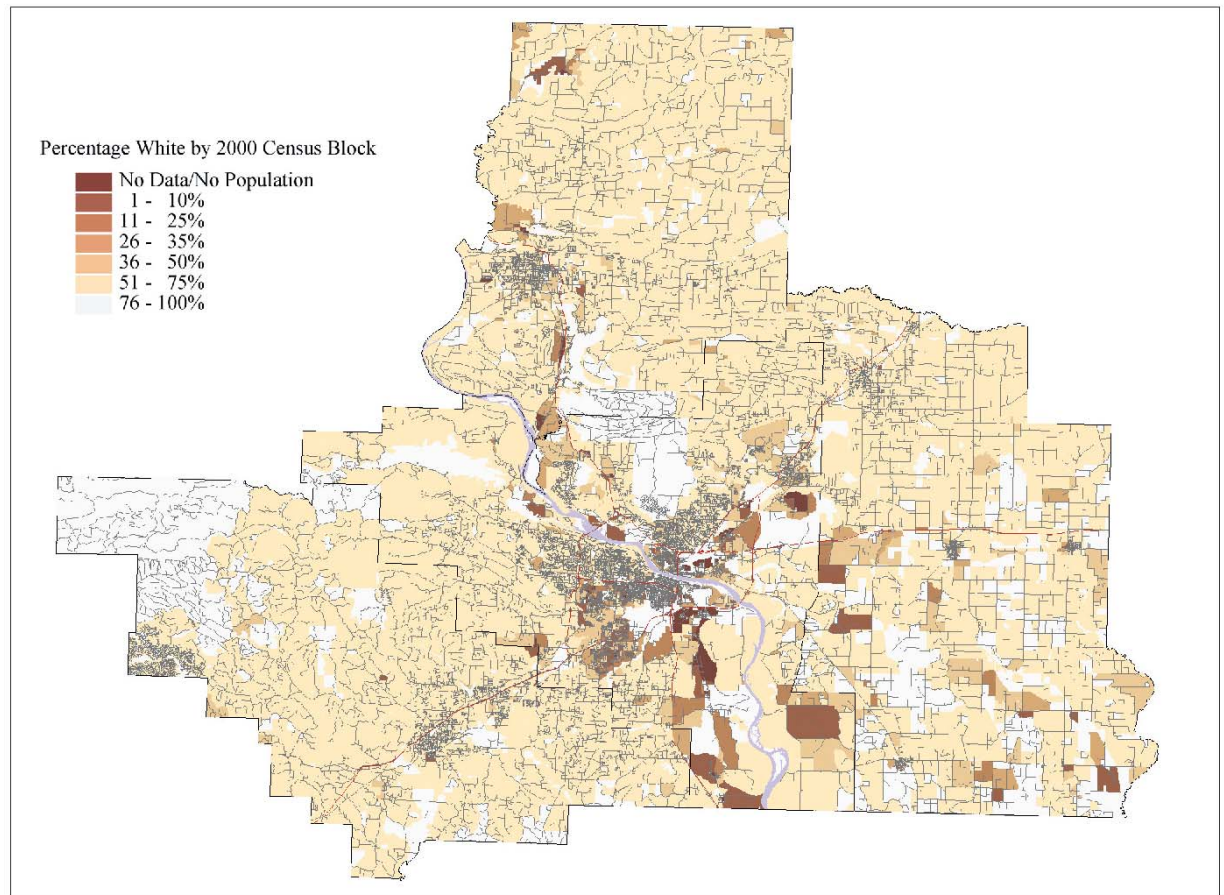 Percentage White by 2000 Census Block
No Data/No Population
1 - 10%
11 - 25%
26 - 35%
36 - 50%
51 - 75%
76 - 100%